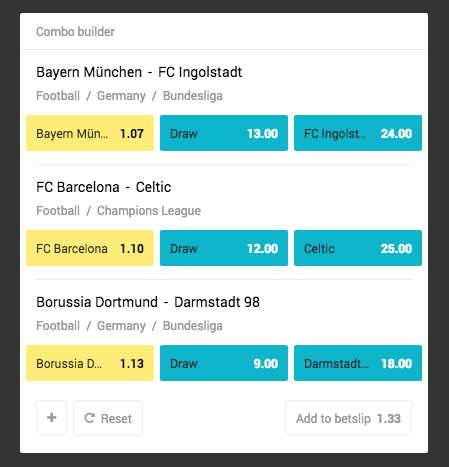 Combo builder
Bayern München - FC Ingolstadt
Football / Germany / Bundesliga
Bayern Mün... 1.07 Draw 13.00 FC Ingolst... 24.00
FC Barcelona - Celtic
Football / Champions League
FC Barcelona 1.10 Draw 12.00 Celtic 25.00
Borussia Dortmund - Darmstadt 98
Football / Germany / Bundesliga
Borussia D... 1.13 Draw 9.00 Darmstadt... 18.00
+ Reset Add to betslip 1.33